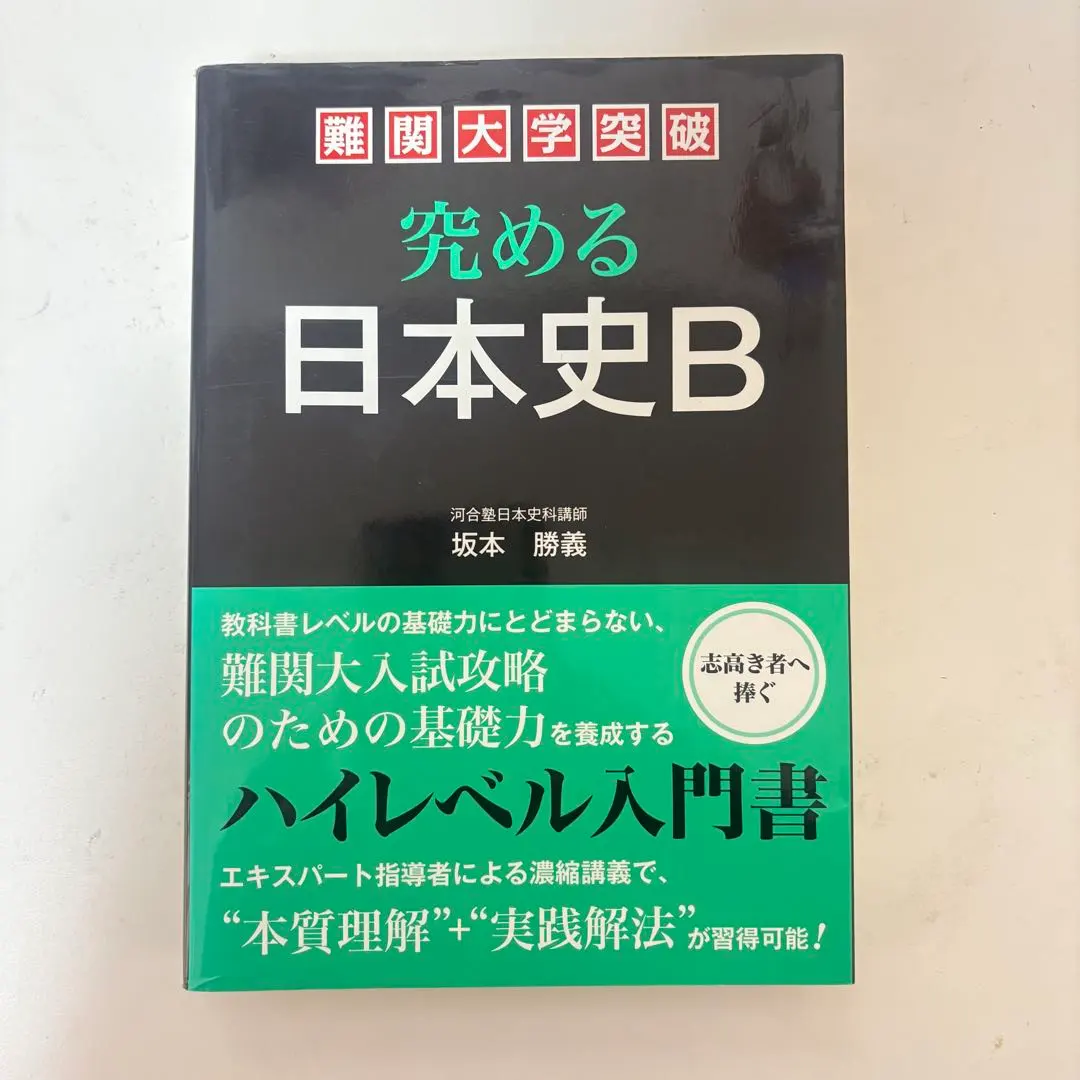 難関大学突破
究める
日本史B
河合塾日本史科講師
坂本 勝義
教科書レベルの基礎力にとどまらない、
難関大入試攻略
のための基礎力を養成する
ハイレベル入門書
志高き者へ
捧ぐ
エキスパート指導者による濃縮講義で、
“本質理解”+“実践解法”が習得可能!